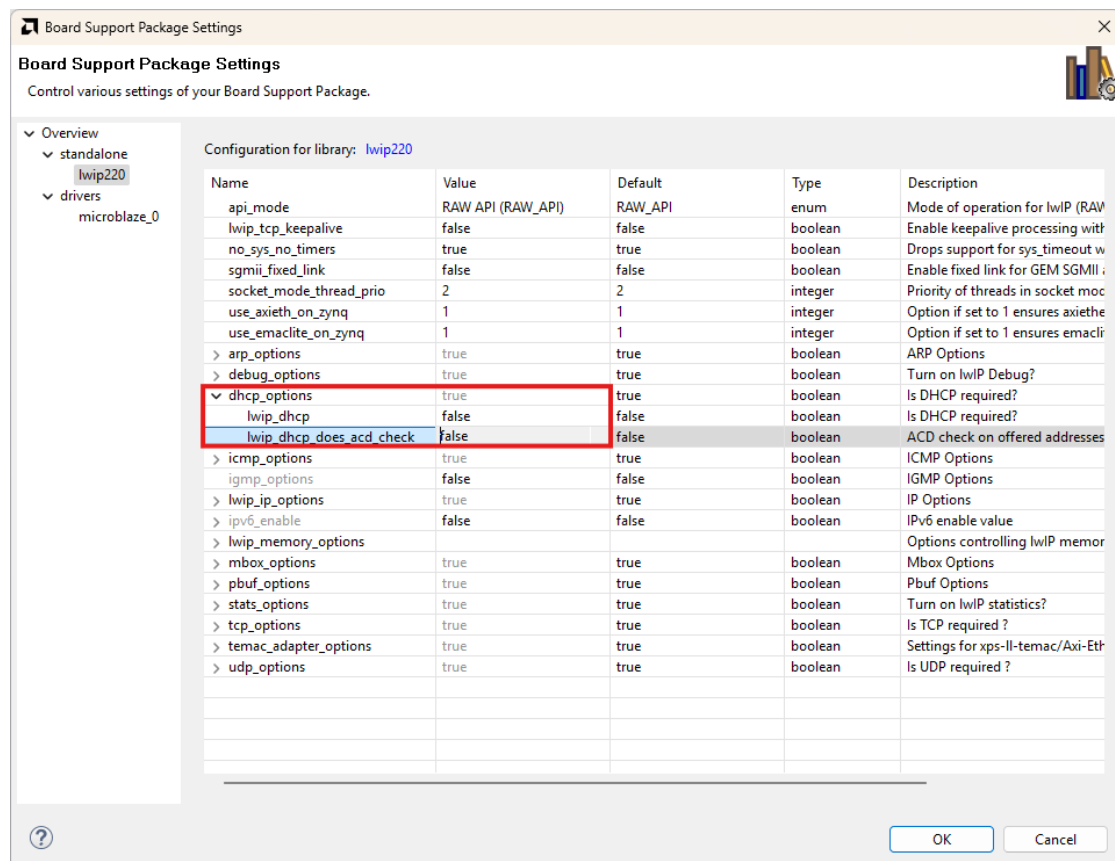 Board Support Package Settings
Board Support Package Settings
Control various settings of your Board Support Package.
Overview
standalone
lwip220
drivers
microblaze_0
Configuration for library: lwip220
Name Value Default Type Description
api_mode RAW API (RAW_API) RAW_API enum Mode of operation for lwIP (RAW
lwip_tcp_keepalive false false boolean Enable keepalive processing with
no_sys_no_timers true true boolean Drops support for sys_timeout w
sgmii_fixed_link false false boolean Enable fixed link for GEM SGMII
socket_mode_thread_prio 2 2 integer Priority of threads in socket mod
use_axieth_on_zynq 1 1 integer Option if set to 1 ensures axiethe
use_emaclite_on_zynq 1 1 integer Option if set to 1 ensures emaclit
arp_options true true boolean ARP Options
debug_options true true boolean Turn on lwIP Debug?
dhcp_options true true boolean Is DHCP required?
lwip_dhcp false false boolean Is DHCP required?
lwip_dhcp_does_acd_check false false boolean ACD check on offered addresses
icmp_options true true boolean ICMP Options
igmp_options false false boolean IGMP Options
lwip_ip_options true true boolean IP Options
ipv6_enable false false boolean IPv6 enable value
lwip_memory_options Options controlling lwIP memor
mbox_options true true boolean Mbox Options
pbuf_options true true boolean Pbuf Options
stats_options true true boolean Turn on lwIP statistics?
tcp_options true true boolean Is TCP required ?
temac_adapter_options true true boolean Settings for xps-ll-temac/Axi-Eth
udp_options true true boolean Is UDP required ?
? OK Cancel